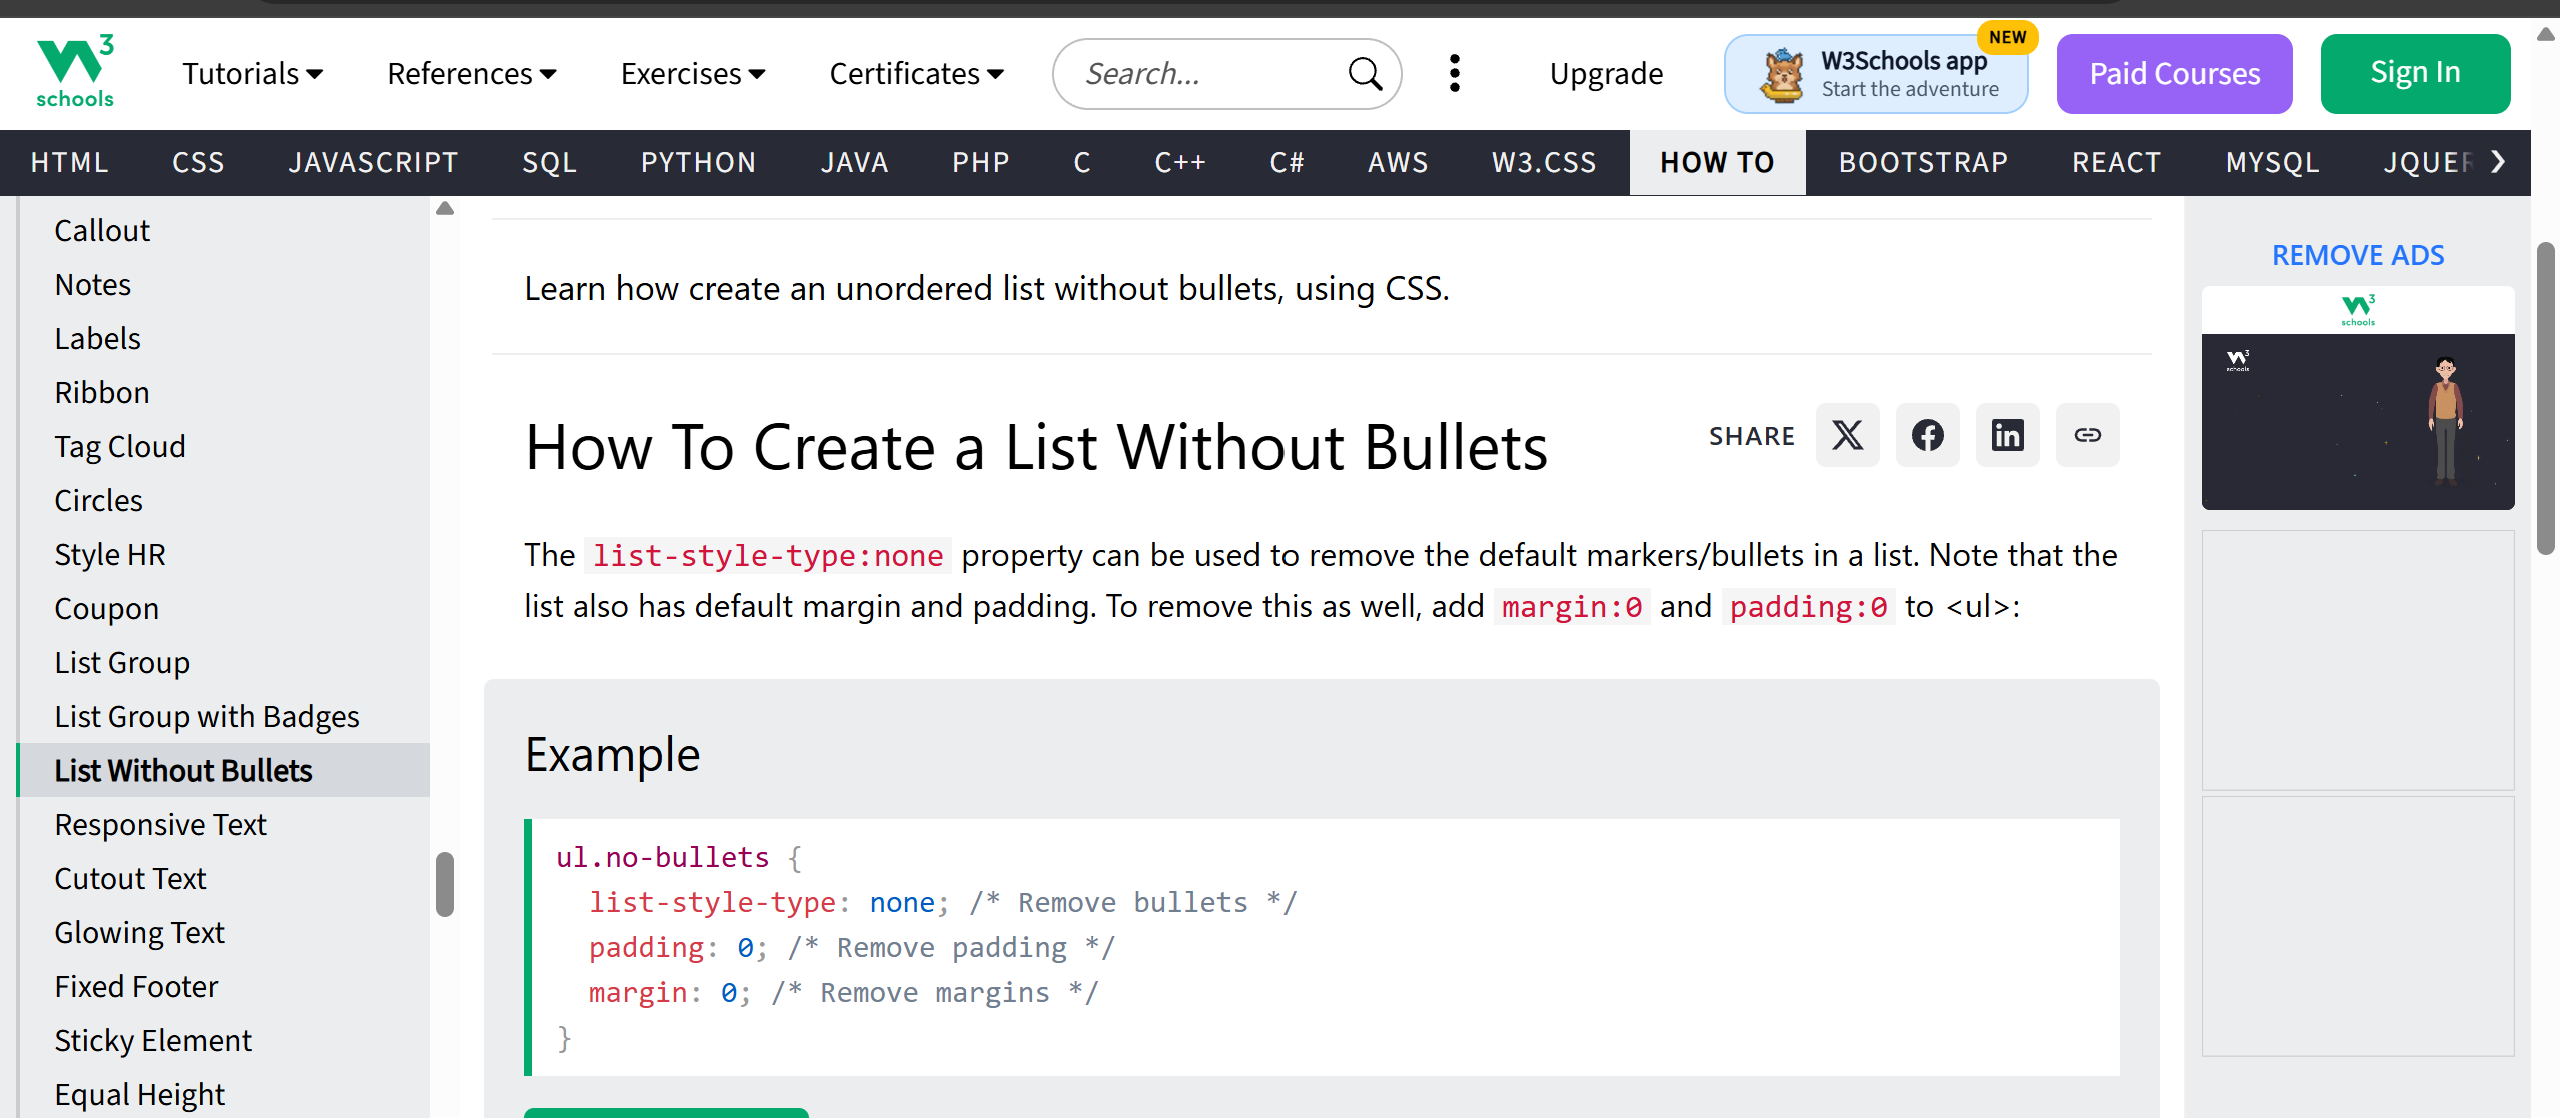 W3 schools
Tutorials
References
Exercises
Certificates
Search...
Upgrade
W3Schools app
Start the adventure
NEW
Paid Courses
Sign In
HTML CSS JAVASCRIPT SQL PYTHON JAVA PHP C C++ C# AWS W3.CSS HOW TO BOOTSTRAP REACT MYSQL JQUER
Callout
Notes
Labels
Ribbon
Tag Cloud
Circles
Style HR
Coupon
List Group
List Group with Badges
List Without Bullets
Responsive Text
Cutout Text
Glowing Text
Fixed Footer
Sticky Element
Equal Height
Learn how create an unordered list without bullets, using CSS.
How To Create a List Without Bullets
SHARE
The list-style-type:none property can be used to remove the default markers/bullets in a list. Note that the
list also has default margin and padding. To remove this as well, add margin:0 and padding:0 to <ul>:
Example
ul.no-bullets {
  list-style-type: none; /* Remove bullets */
  padding: 0; /* Remove padding */
  margin: 0; /* Remove margins */
}
REMOVE ADS
W3 schools
W3 schools